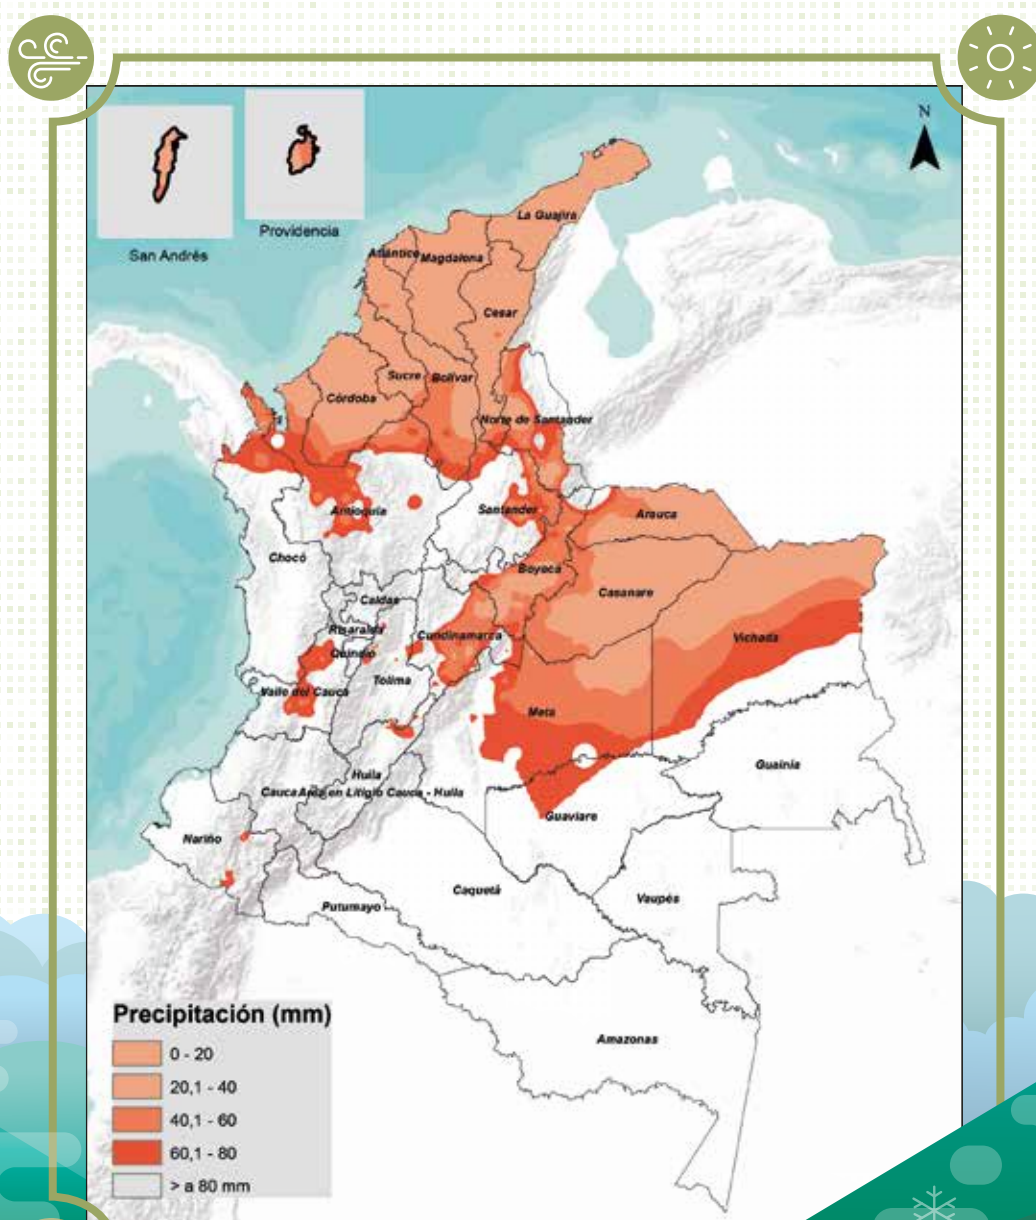 N
San Andrés
Providencia
La Guajira
Atlántico
Magdalena
Cesar
Sucre
Bolívar
Córdoba
Norte de Santander
Antioquia
Santander
Arauca
Chocó
Boyacá
Caldas
Casanare
Risaralda
Cundinamarca
Vichada
Quindío
Tolima
Valle del Cauca
Meta
Guainía
Huila
Cauca
Area en Litigio Cauca - Huila
Guaviare
Nariño
Caquetá
Vaupés
Putumayo
Amazonas
Precipitación (mm)
0 - 20
20,1 - 40
40,1 - 60
60,1 - 80
> a 80 mm